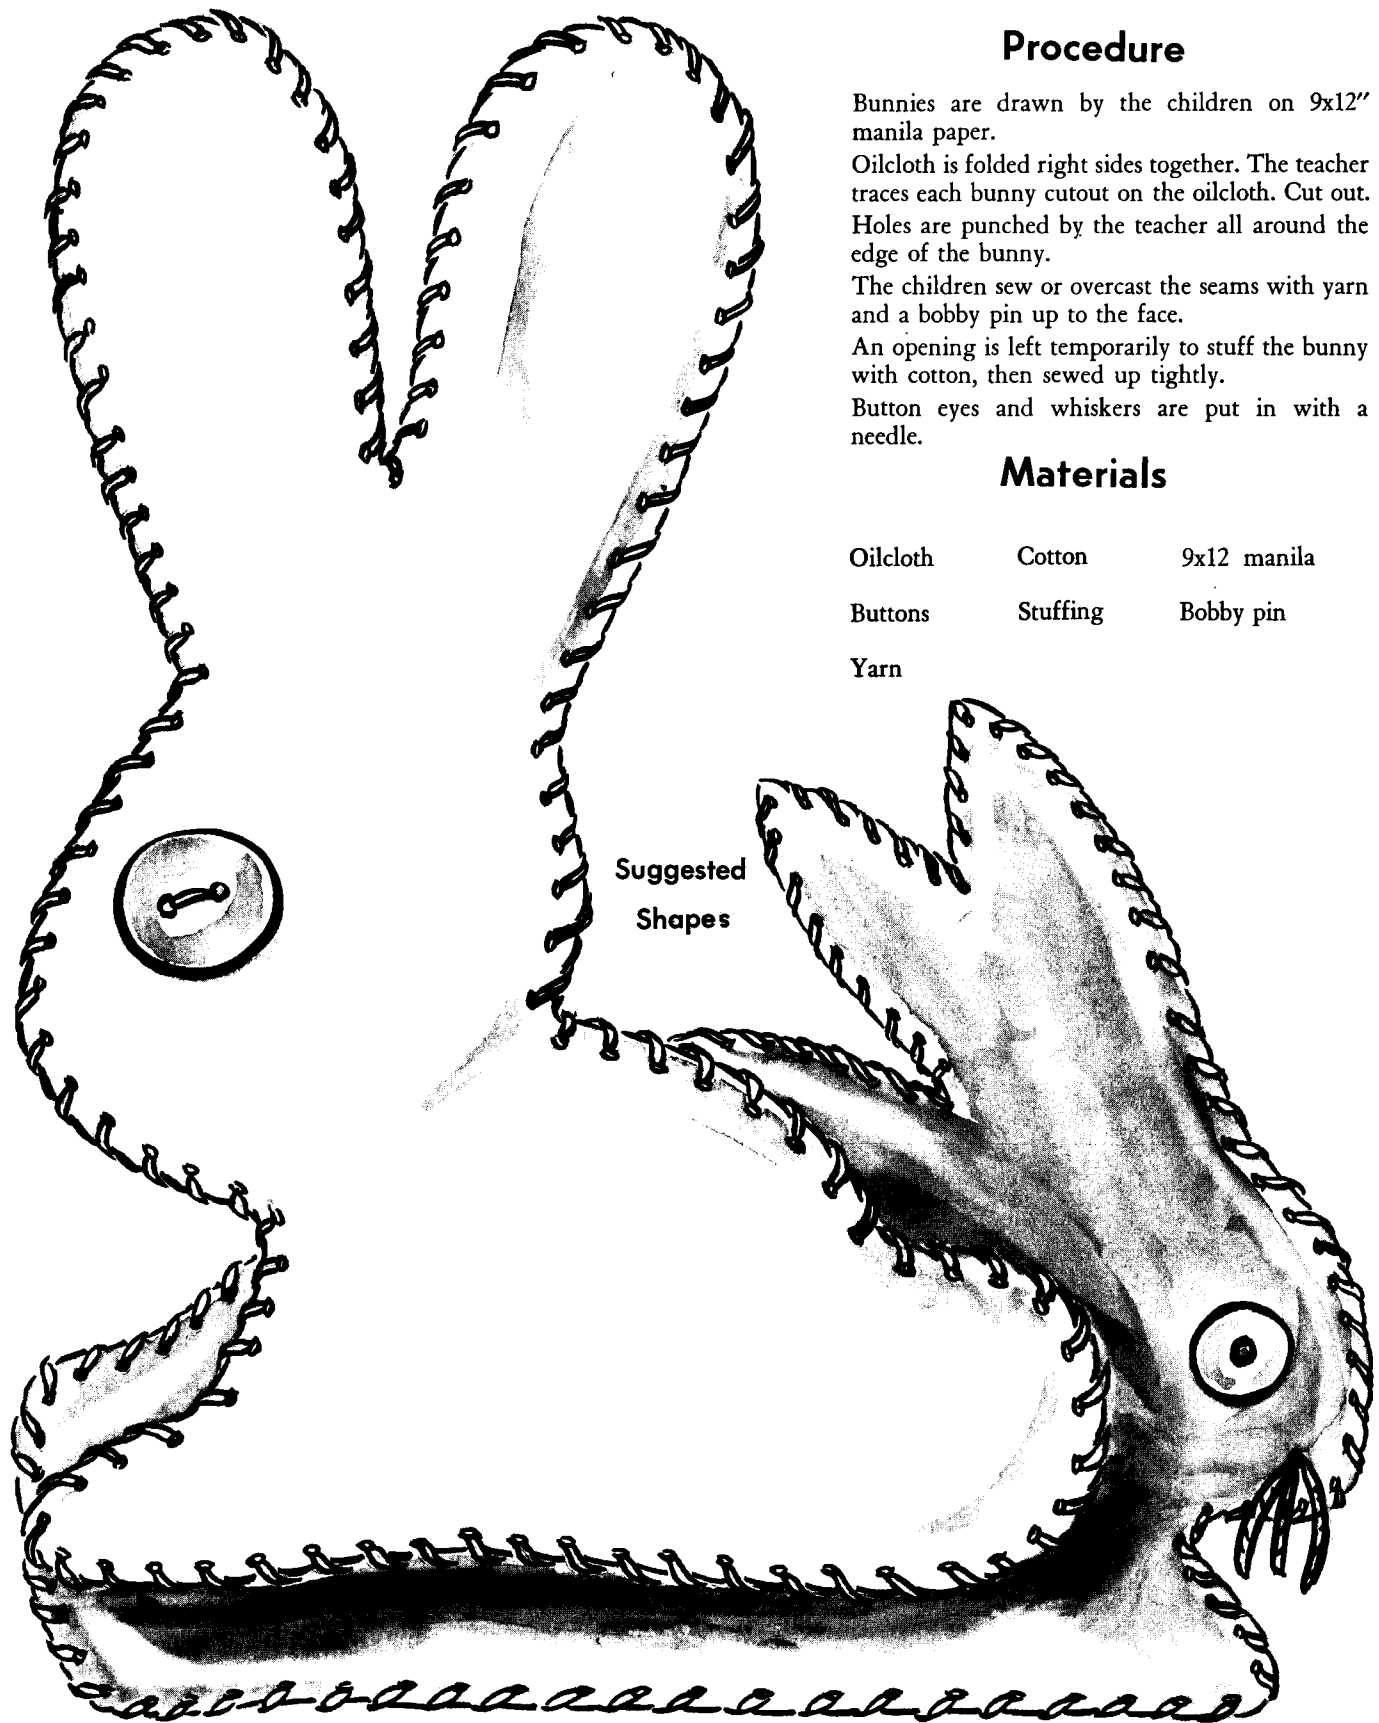 Procedure
Bunnies are drawn by the children on 9x12"
manila paper.
Oilcloth is folded right sides together. The teacher
traces each bunny cutout on the oilcloth. Cut out.
Holes are punched by the teacher all around the
edge of the bunny.
The children sew or overcast the seams with yarn
and a bobby pin up to the face.
An opening is left temporarily to stuff the bunny
with cotton, then sewed up tightly.
Button eyes and whiskers are put in with a
needle.
Materials
Oilcloth Cotton 9x12 manila
Buttons Stuffing Bobby pin
Yarn
Suggested
Shapes